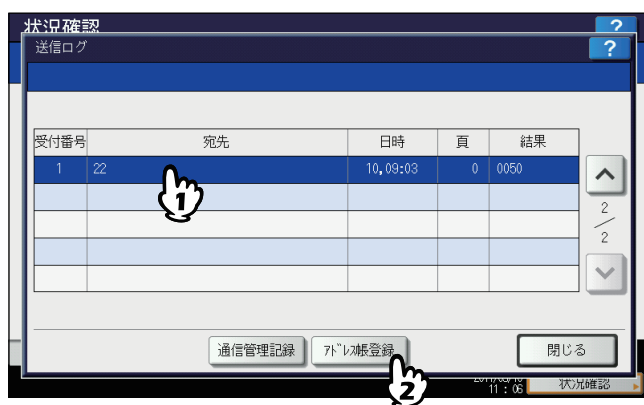 状況確認
?
送信ログ
?
受付番号 宛先 日時 頁 結果
1 22 10,09:03 0 0050
1
2
2
通信管理記録 ｱﾄﾞﾚｽ帳登録 閉じる
2
11:06 状況確認